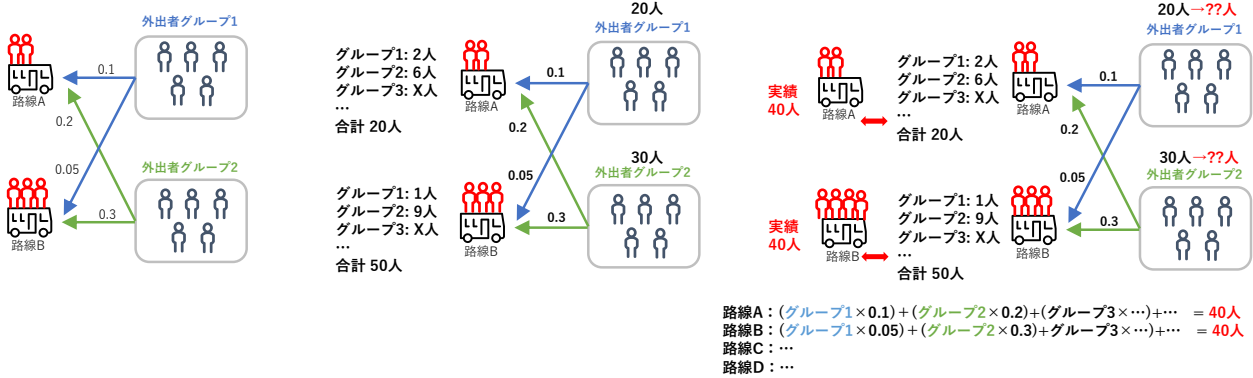 外出者グループ1
0.1
路線A
0.2
0.05
外出者グループ2
0.3
路線B
20人
外出者グループ1
グループ1: 2人
グループ2: 6人
グループ3: X人
…
合計 20人
0.1
路線A
0.2
30人
外出者グループ2
0.05
グループ1: 1人
グループ2: 9人
グループ3: X人
…
合計 50人
0.3
路線B
20人→??人
外出者グループ1
実績
40人
路線A
グループ1: 2人
グループ2: 6人
グループ3: X人
…
合計 20人
0.1
路線A
0.2
30人→??人
外出者グループ2
0.05
実績
40人
路線B
グループ1: 1人
グループ2: 9人
グループ3: X人
…
合計 50人
0.3
路線B
路線A：(グループ1×0.1)＋(グループ2×0.2)+(グループ3×…)+… ＝40人
路線B：(グループ1×0.05)＋(グループ2×0.3)+グループ3×…)+… ＝40人
路線C：…
路線D：…